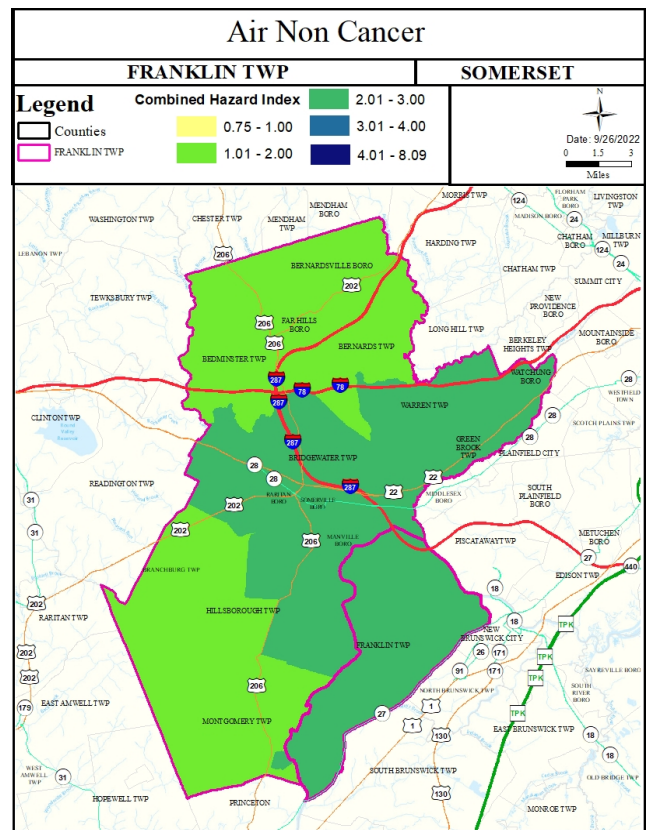 Air Non Cancer
FRANKLIN TWP
SOMERSET
Legend
Counties
FRANKLIN TWP
Combined Hazard Index
0.75 - 1.00
1.01 - 2.00
2.01 - 3.00
3.01 - 4.00
4.01 - 8.09
N
Date: 9/26/2022
0 1.5 3
Miles
MENDHAM
BORO
MORRIS TWP
124
FLORHAM
PARK
BORO
LIVINGSTON
TWP
WASHINGTON TWP
CHESTER TWP
MENDHAM
TWP
MADISON BORO
24
CHATHAM
BORO
MILLBURN
TWP
124
24
LEBANON TWP
206
HARDING TWP
BERNARDSVILLE BORO
CHATHAM TWP
SUMMIT CITY
202
TEWKSBURY TWP
NEW
PROVIDENCE
BORO
206
FAR HILLS
BORO
LONG HILL TWP
MOUNTAINSIDE
BORO
206
BERNARDS TWP
BERKELEY
HEIGHTS TWP
BEDMINSTER TWP
WATCHUNG
BORO
287
78
78
28
287
WARREN TWP
WESTFIELD
TOWN
CLINTON TWP
28
SCOTCH PLAINS TWP
Round
Valley
Reservoir
287
GREEN
BROOK
TWP
28
PLAINFIELD CITY
BRIDGEWATER TWP
28
READINGTON TWP
28
287
22
22
SOUTH
PLAINFIELD
BORO
31
RARITAN
BORO
SOMERVILLE
BORO
MIDDLESEX
BORO
202
31
202
206
MANVILLE
BORO
PISCATAWAY TWP
METUCHEN
BORO
27
440
BRANCHBURG TWP
EDISON TWP
18
202
HILLSBOROUGH TWP
RARITAN TWP
18
TPK
NEW
BRUNSWICK CITY
FRANKLIN TWP
202
26
171
TPK
91
171
SAYREVILLE BORO
202
206
NORTH BRUNSWICK TWP
TPK
SOUTH
RIVER
BORO
179
EAST AMWELL TWP
27
1
TPK
MONTGOMERY TWP
1
EAST BRUNSWICK TWP
130
18
18
WEST
AMWELL
TWP
31
SOUTH BRUNSWICK TWP
OLD BRIDGE TWP
HOPEWELL TWP
PRINCETON
130
MONROE TWP